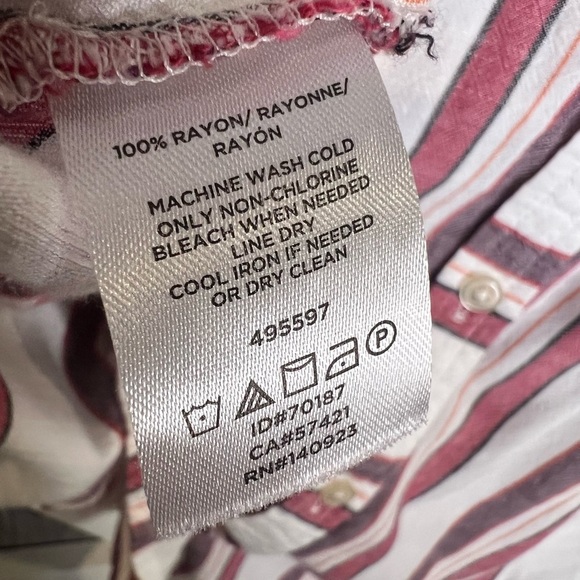 100% RAYON/ RAYONNE/
RAYÓN
MACHINE WASH COLD
ONLY NON-CHLORINE
BLEACH WHEN NEEDED
LINE DRY
COOL IRON IF NEEDED
OR DRY CLEAN
495597
P
ID#70187
CA#57421
RN#140923